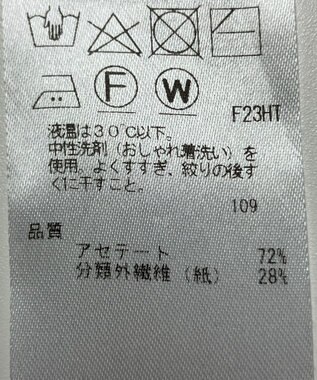 F W
F23HT
液温は30℃以下。
中性洗剤（おしゃれ着洗い）を
使用。よくすすぎ、絞りの後す
ぐに干すこと。
109
品質
アセテート 72%
分類外繊維（紙） 28%